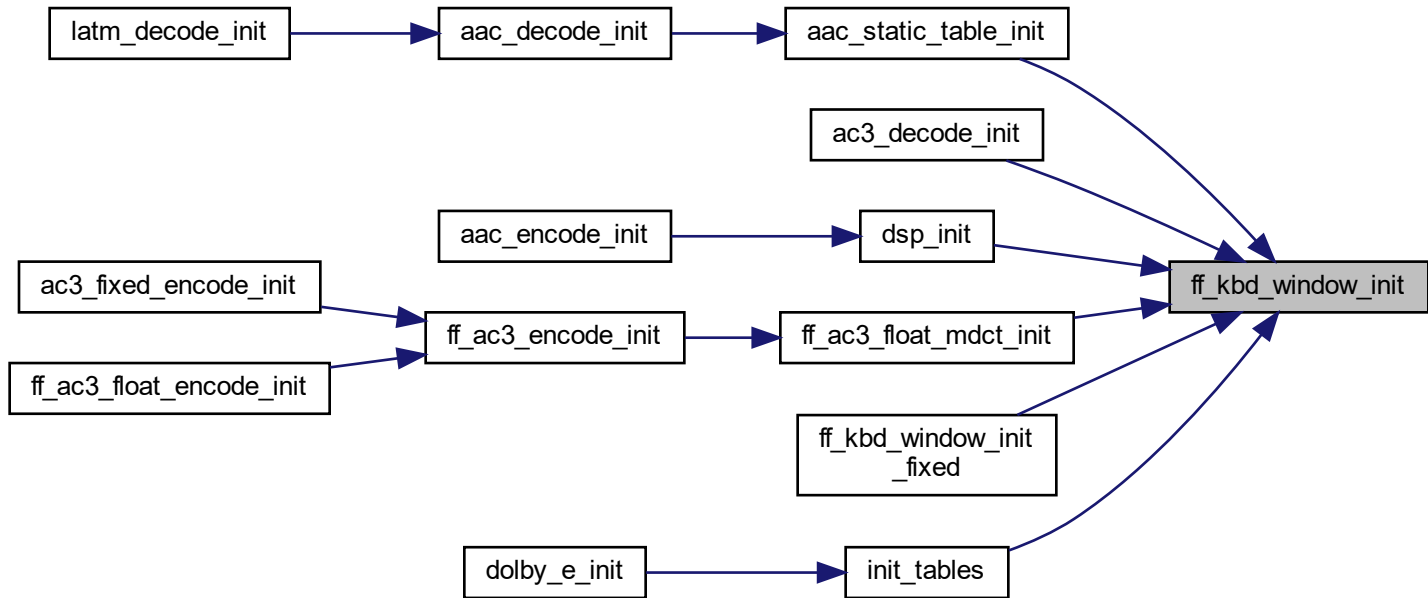 latm_decode_init
aac_decode_init
aac_static_table_init
ac3_decode_init
aac_encode_init
dsp_init
ff_kbd_window_init
ac3_fixed_encode_init
ff_ac3_encode_init
ff_ac3_float_mdct_init
ff_ac3_float_encode_init
ff_kbd_window_init
_fixed
dolby_e_init
init_tables